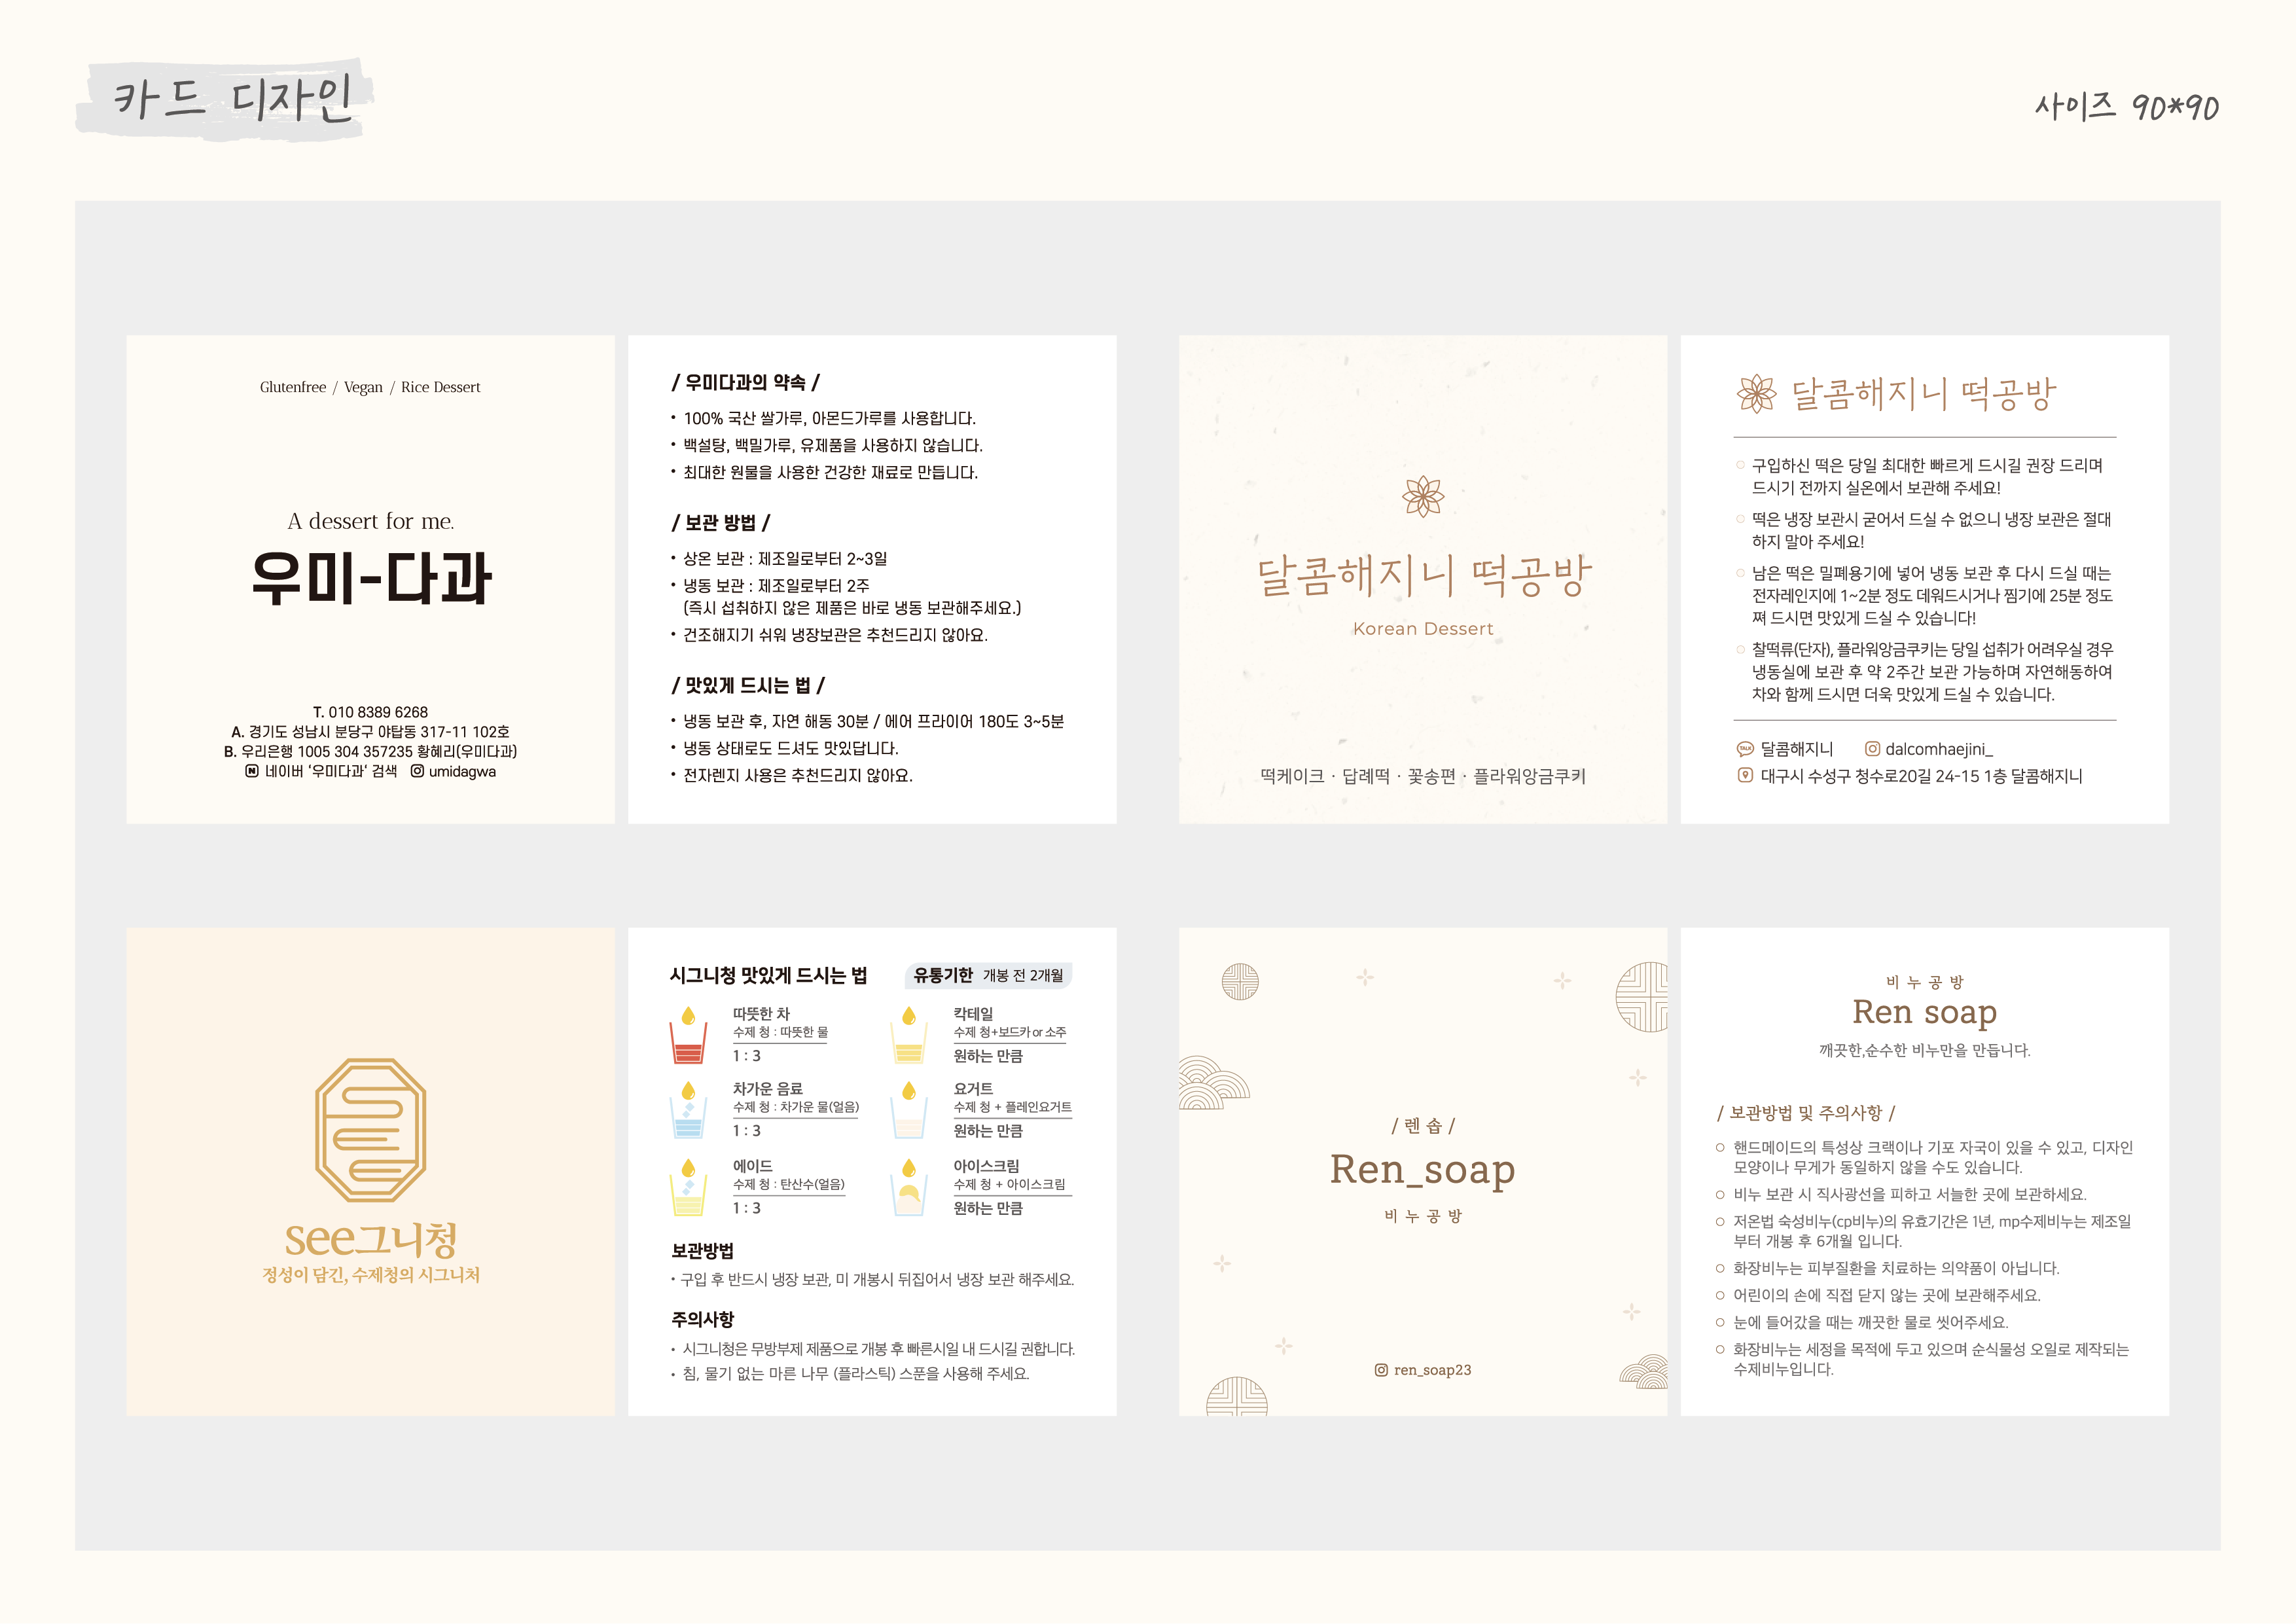 카드 디자인
사이즈 90*90
Glutenfree / Vegan / Rice Dessert
A dessert for me.
우미-다과
T. 010 8389 6268
A. 경기도 성남시 분당구 야탑동 317-11 102호
B. 우리은행 1005 304 357235 황혜리(우미다과)
N 네이버 '우미다과' 검색 umidagwa
/ 우미다과의 약속 /
• 100% 국산 쌀가루, 아몬드가루를 사용합니다.
• 백설탕, 백밀가루, 유제품을 사용하지 않습니다.
• 최대한 원물을 사용한 건강한 재료로 만듭니다.
/ 보관 방법 /
• 상온 보관 : 제조일로부터 2~3일
• 냉동 보관 : 제조일로부터 2주
(즉시 섭취하지 않은 제품은 바로 냉동 보관해주세요.)
• 건조해지기 쉬워 냉장보관은 추천드리지 않아요.
/ 맛있게 드시는 법 /
• 냉동 보관 후, 자연 해동 30분 / 에어 프라이어 180도 3~5분
• 냉동 상태로도 드셔도 맛있답니다.
• 전자렌지 사용은 추천드리지 않아요.
달콤해지니 떡공방
Korean Dessert
떡케이크 · 답례떡 · 꽃송편 · 플라워앙금쿠키
달콤해지니 떡공방
구입하신 떡은 당일 최대한 빠르게 드시길 권장 드리며
드시기 전까지 실온에서 보관해 주세요!
떡은 냉장 보관시 굳어서 드실 수 없으니 냉장 보관은 절대
하지 말아 주세요!
남은 떡은 밀폐용기에 넣어 냉동 보관 후 다시 드실 때는
전자레인지에 1~2분 정도 데워드시거나 찜기에 25분 정도
쪄 드시면 맛있게 드실 수 있습니다!
찰떡류(단자), 플라워앙금쿠키는 당일 섭취가 어려우실 경우
냉동실에 보관 후 약 2주간 보관 가능하며 자연해동하여
차와 함께 드시면 더욱 맛있게 드실 수 있습니다.
TALK 달콤해지니 dalcomhaejini_
대구시 수성구 청수로20길 24-15 1층 달콤해지니
see그니청
정성이 담긴, 수제청의 시그니처
시그니청 맛있게 드시는 법 유통기한 개봉 전 2개월
따뜻한 차
수제 청 : 따뜻한 물
1 : 3
칵테일
수제 청+보드카 or 소주
원하는 만큼
차가운 음료
수제 청 : 차가운 물(얼음)
1 : 3
요거트
수제 청 + 플레인요거트
원하는 만큼
에이드
수제 청 : 탄산수(얼음)
1 : 3
아이스크림
수제 청 + 아이스크림
원하는 만큼
보관방법
• 구입 후 반드시 냉장 보관, 미 개봉시 뒤집어서 냉장 보관 해주세요.
주의사항
• 시그니청은 무방부제 제품으로 개봉 후 빠른시일 내 드시길 권합니다.
• 침, 물기 없는 마른 나무 (플라스틱) 스푼을 사용해 주세요.
/ 렌 솝 /
Ren_soap
비누공방
ren_soap23
비누공방
Ren soap
깨끗한,순수한 비누만을 만듭니다.
/ 보관방법 및 주의사항 /
핸드메이드의 특성상 크랙이나 기포 자국이 있을 수 있고, 디자인
모양이나 무게가 동일하지 않을 수도 있습니다.
비누 보관 시 직사광선을 피하고 서늘한 곳에 보관하세요.
저온법 숙성비누(cp비누)의 유효기간은 1년, mp수제비누는 제조일
부터 개봉 후 6개월 입니다.
화장비누는 피부질환을 치료하는 의약품이 아닙니다.
어린이의 손에 직접 닫지 않는 곳에 보관해주세요.
눈에 들어갔을 때는 깨끗한 물로 씻어주세요.
화장비누는 세정을 목적에 두고 있으며 순식물성 오일로 제작되는
수제비누입니다.